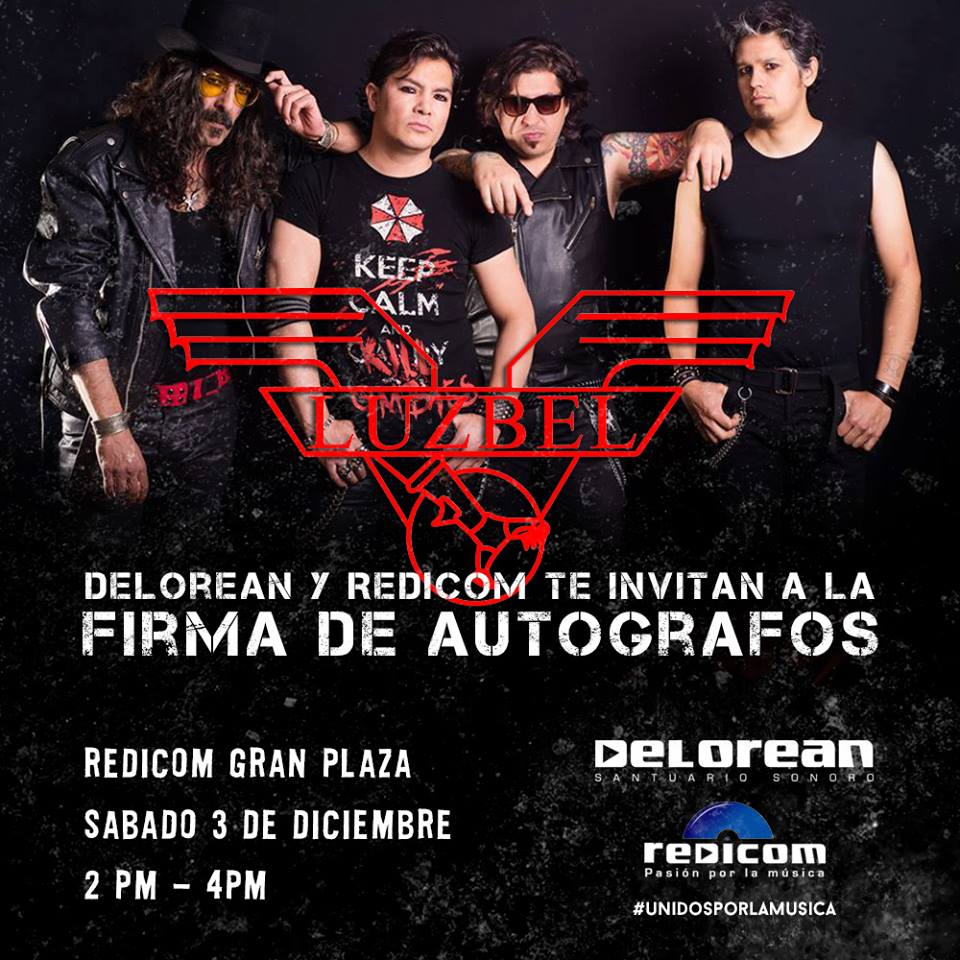 KEEP
CALM
AND
KILL
LUZBEL
DELOREAN Y REDICOM TE INVITAN A LA
FIRMA DE AUTOGRAFOS
REDICOM GRAN PLAZA
SABADO 3 DE DICIEMBRE
2 PM - 4PM
DELOREAN
SANTUARIO SONORO
REDICOM
Pasión por la música
#UNIDOSPORLAMUSICA